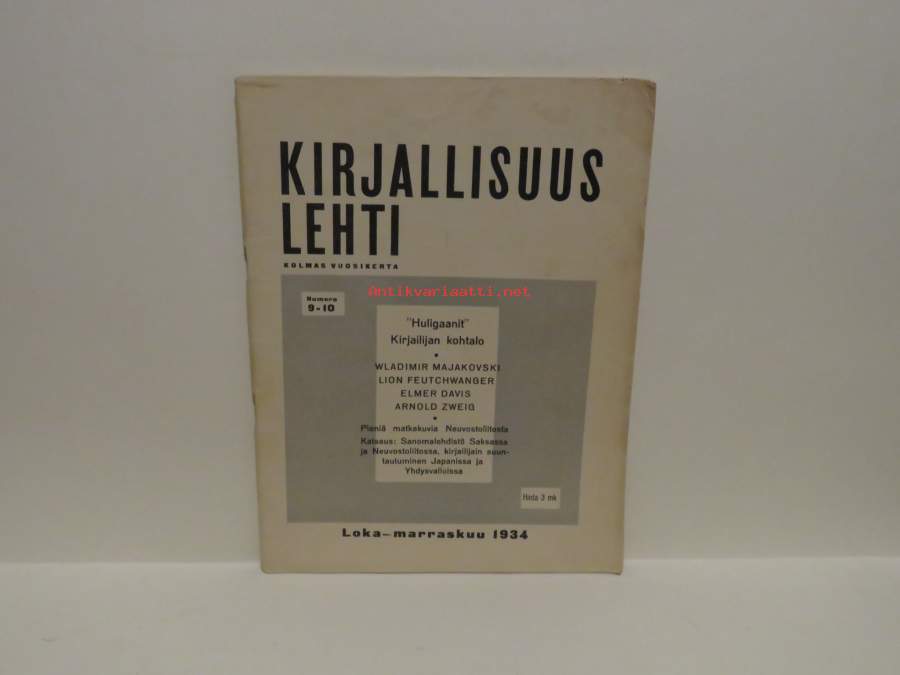 KIRJALLISUUS
LEHTI
KOLMAS VUOSIKERTA
Antikvariaatti.net
Numero
9-10
"Huligaanit"
Kirjailijan kohtalo
WLADIMIR MAJAKOVSKI
LION FEUTCHWANGER
ELMER DAVIS
ARNOLD ZWEIG
Pieniä matkakuvia Neuvostoliitosta
Katsaus: Sanomalehdistö Saksassa
ja Neuvostoliitossa, kirjailijain suun-
tautuminen Japanissa ja
Yhdysvalloissa
Hinta 3 mk
Loka-marraskuu 1934